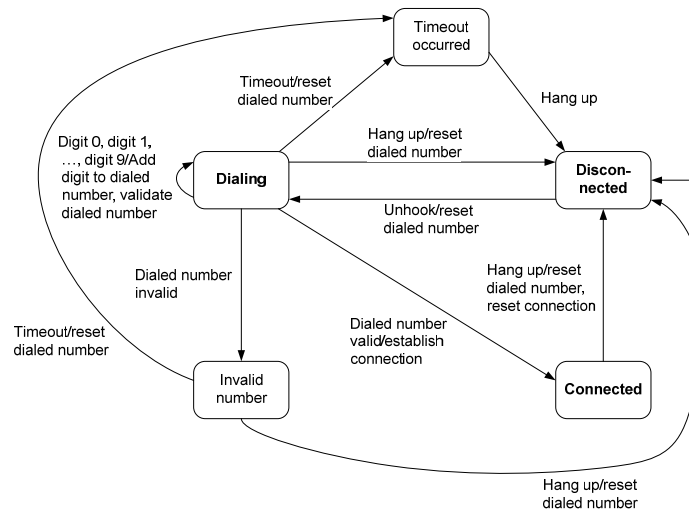 Timeout
occurred
Timeout/reset
dialed number
Hang up
Digit 0, digit 1,
…, digit 9/Add
digit to dialed
number, validate
dialed number
Hang up/reset
dialed number
Dialing
Discon-
nected
Unhook/reset
dialed number
Dialed number
invalid
Hang up/reset
dialed number,
reset connection
Timeout/reset
dialed number
Dialed number
valid/establish
connection
Invalid
number
Connected
Hang up/reset
dialed number